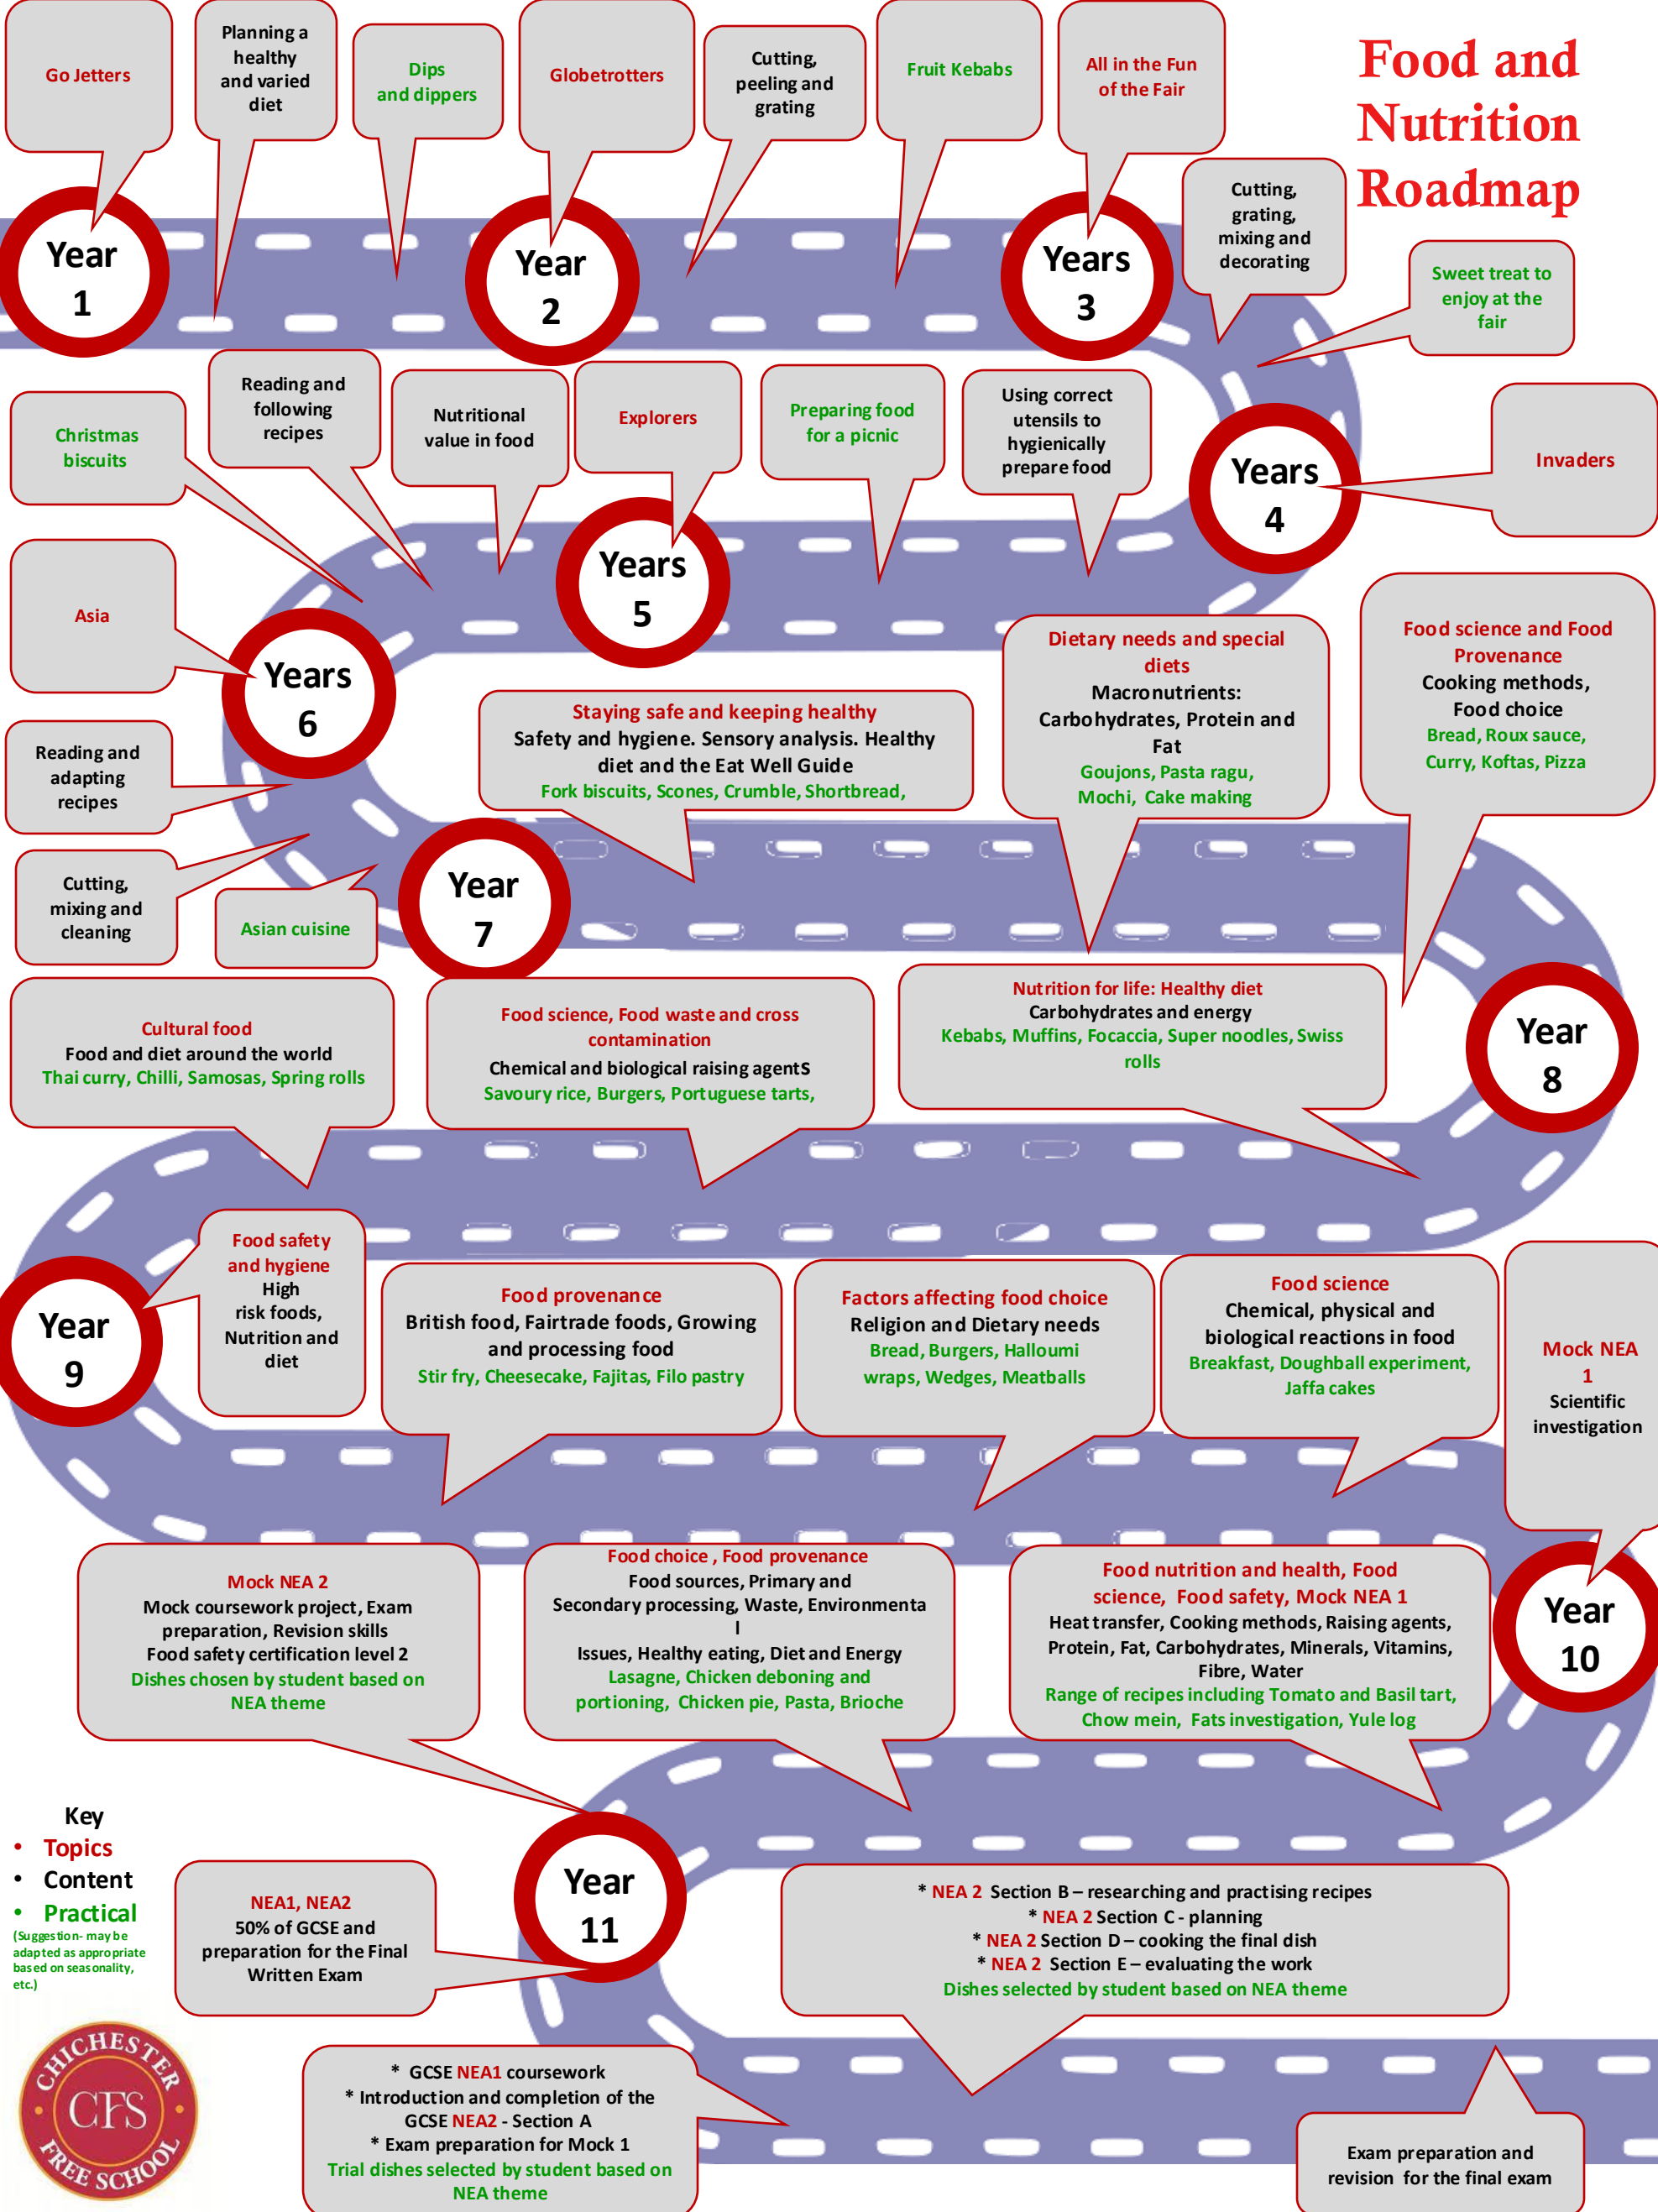 Food and
Nutrition
Roadmap
Go Jetters
Planning a
healthy
and varied
diet
Dips
and dippers
Globetrotters
Cutting,
peeling and
grating
Fruit Kebabs
All in the Fun
of the Fair
Cutting,
grating,
mixing and
decorating
Sweet treat to
enjoy at the
fair
Year
1
Year
2
Years
3
Christmas
biscuits
Reading and
following
recipes
Nutritional
value in food
Explorers
Preparing food
for a picnic
Using correct
utensils to
hygienically
prepare food
Years
4
Invaders
Years
5
Asia
Years
6
Reading and
adapting
recipes
Cutting,
mixing and
cleaning
Asian cuisine
Staying safe and keeping healthy
Safety and hygiene. Sensory analysis. Healthy
diet and the Eat Well Guide
Fork biscuits, Scones, Crumble, Shortbread,
Dietary needs and special
diets
Macronutrients:
Carbohydrates, Protein and
Fat
Goujons, Pasta ragu,
Mochi, Cake making
Food science and Food
Provenance
Cooking methods,
Food choice
Bread, Roux sauce,
Curry, Koftas, Pizza
Year
7
Cultural food
Food and diet around the world
Thai curry, Chilli, Samosas, Spring rolls
Food science, Food waste and cross
contamination
Chemical and biological raising agents
Savoury rice, Burgers, Portuguese tarts,
Nutrition for life: Healthy diet
Carbohydrates and energy
Kebabs, Muffins, Focaccia, Super noodles, Swiss
rolls
Year
8
Year
9
Food safety
and hygiene
High
risk foods,
Nutrition and
diet
Food provenance
British food, Fairtrade foods, Growing
and processing food
Stir fry, Cheesecake, Fajitas, Filo pastry
Factors affecting food choice
Religion and Dietary needs
Bread, Burgers, Halloumi
wraps, Wedges, Meatballs
Food science
Chemical, physical and
biological reactions in food
Breakfast, Doughball experiment,
Jaffa cakes
Mock NEA
1
Scientific
investigation
Mock NEA 2
Mock coursework project, Exam
preparation, Revision skills
Food safety certification level 2
Dishes chosen by student based on
NEA theme
Food choice , Food provenance
Food sources, Primary and
Secondary processing, Waste, Environmenta
l
Issues, Healthy eating, Diet and Energy
Lasagne, Chicken deboning and
portioning, Chicken pie, Pasta, Brioche
Food nutrition and health, Food
science, Food safety, Mock NEA 1
Heat transfer, Cooking methods, Raising agents,
Protein, Fat, Carbohydrates, Minerals, Vitamins,
Fibre, Water
Range of recipes including Tomato and Basil tart,
Chow mein, Fats investigation, Yule log
Year
10
Key
• Topics
• Content
• Practical
(Suggestion- may be
adapted as appropriate
based on seasonality,
etc.)
NEA1, NEA2
50% of GCSE and
preparation for the Final
Written Exam
Year
11
* NEA 2 Section B – researching and practising recipes
* NEA 2 Section C - planning
* NEA 2 Section D – cooking the final dish
* NEA 2 Section E – evaluating the work
Dishes selected by student based on NEA theme
* GCSE NEA1 coursework
* Introduction and completion of the
GCSE NEA2 - Section A
* Exam preparation for Mock 1
Trial dishes selected by student based on
NEA theme
Exam preparation and
revision for the final exam
CHICHESTER
CFS
FREE SCHOOL